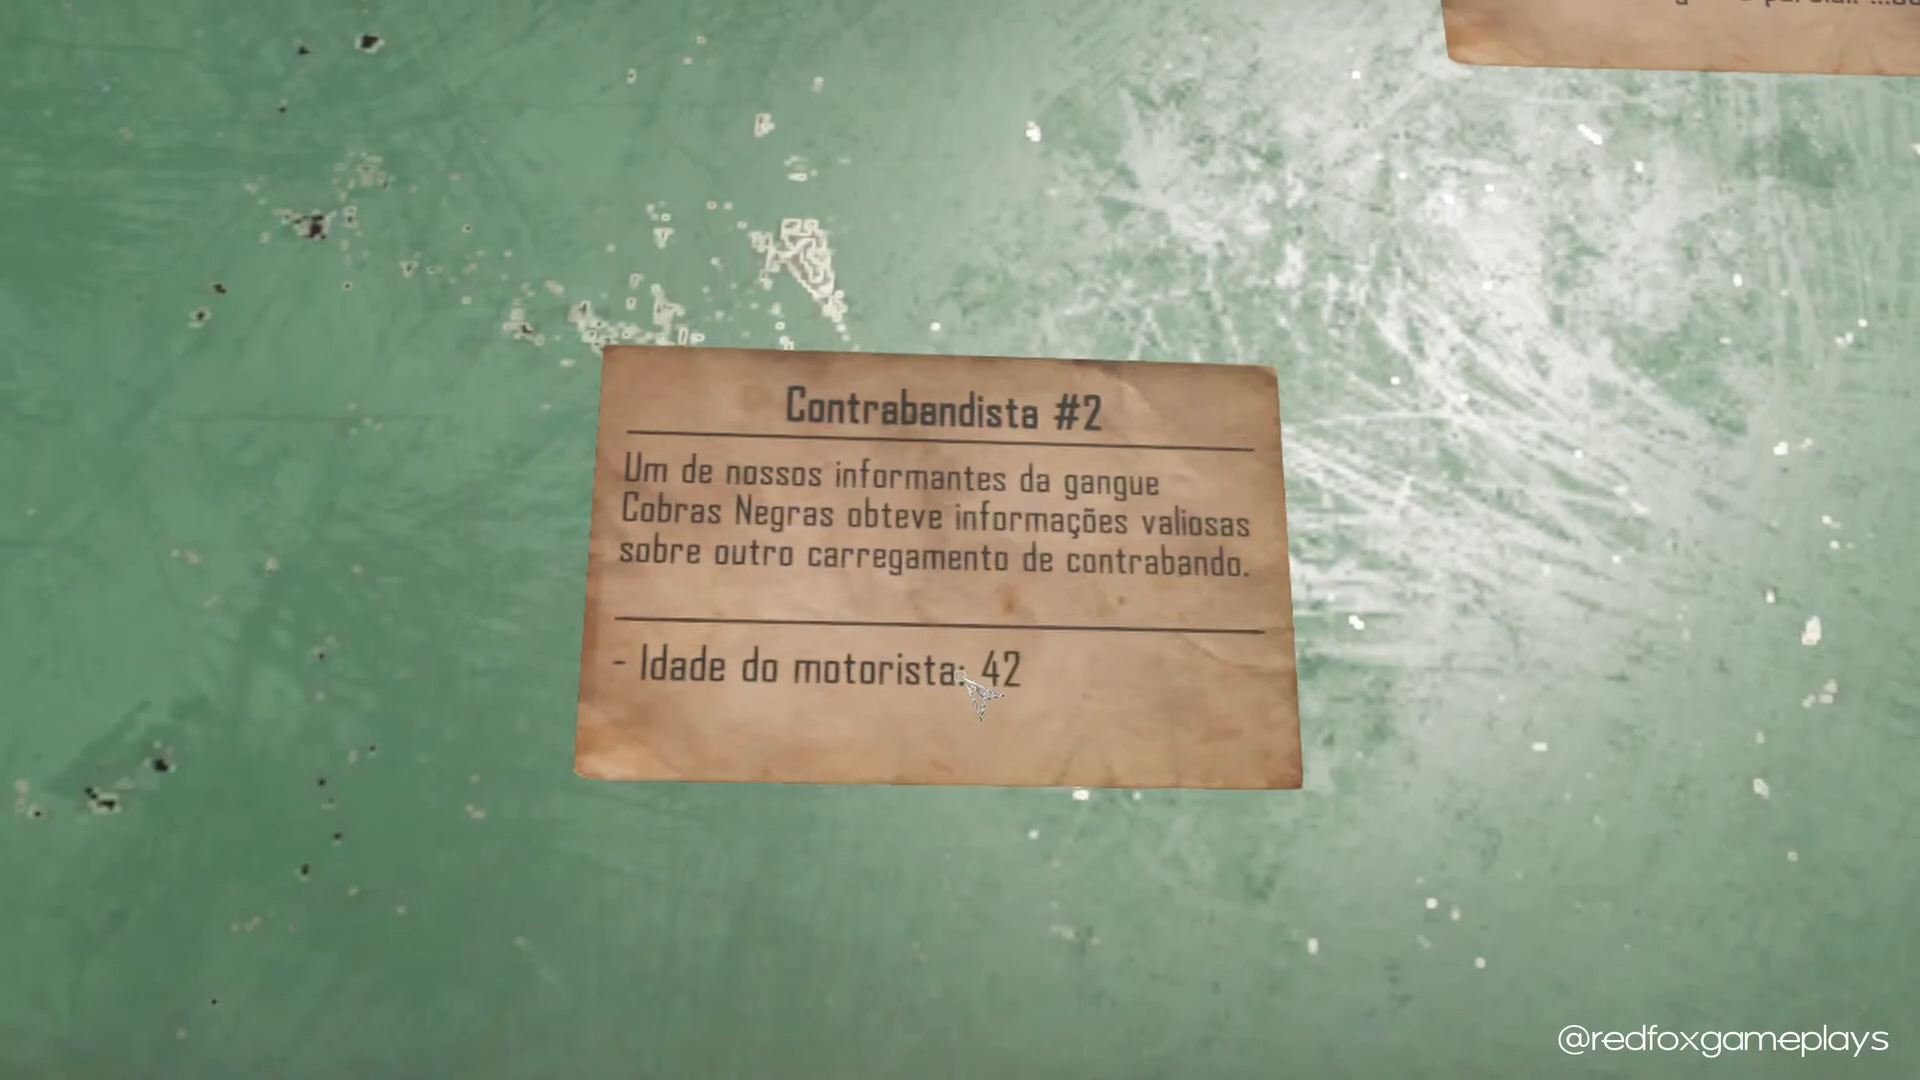 Contrabandista #2
Um de nossos informantes da gangue
Cobras Negras obteve informações valiosas
sobre outro carregamento de contrabando.
- Idade do motorista: 42
@redfoxgameplays